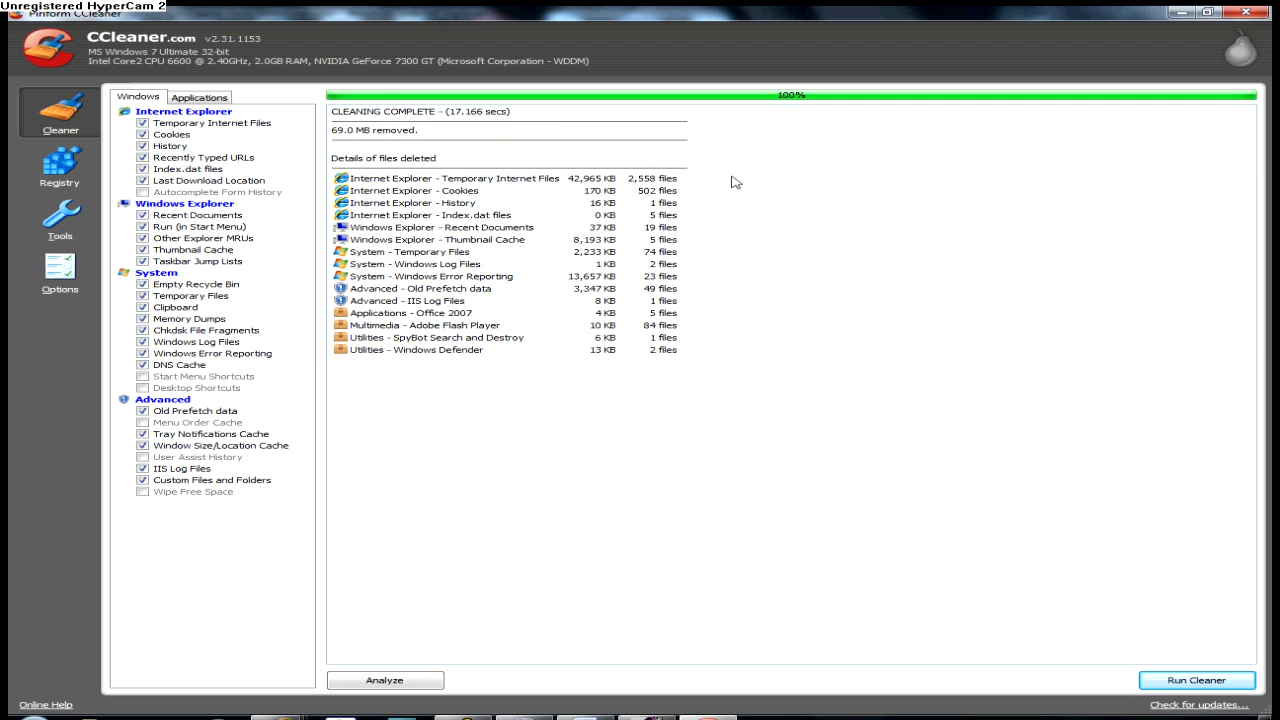 Unregistered HyperCam 2
Piriform CCleaner
CCleaner.com v2.31.1153
MS Windows 7 Ultimate 32-bit
Intel Core2 CPU 6600 @ 2.40GHz, 2.0GB RAM, NVIDIA GeForce 7300 GT (Microsoft Corporation - WDDM)
Cleaner
Registry
Tools
Options
Windows
Applications
Internet Explorer
Temporary Internet Files
Cookies
History
Recently Typed URLs
Index.dat files
Last Download Location
Autocomplete Form History
Windows Explorer
Recent Documents
Run (in Start Menu)
Other Explorer MRUs
Thumbnail Cache
Taskbar Jump Lists
System
Empty Recycle Bin
Temporary Files
Clipboard
Memory Dumps
Chkdsk File Fragments
Windows Log Files
Windows Error Reporting
DNS Cache
Start Menu Shortcuts
Desktop Shortcuts
Advanced
Old Prefetch data
Menu Order Cache
Tray Notifications Cache
Window Size/Location Cache
User Assist History
IIS Log Files
Custom Files and Folders
Wipe Free Space
100%
CLEANING COMPLETE - (17.166 secs)
69.0 MB removed.
Details of files deleted
Internet Explorer - Temporary Internet Files 42,965 KB 2,558 files
Internet Explorer - Cookies 170 KB 502 files
Internet Explorer - History 16 KB 1 files
Internet Explorer - Index.dat files 0 KB 5 files
Windows Explorer - Recent Documents 37 KB 19 files
Windows Explorer - Thumbnail Cache 8,193 KB 5 files
System - Temporary Files 2,233 KB 74 files
System - Windows Log Files 1 KB 2 files
System - Windows Error Reporting 13,657 KB 23 files
Advanced - Old Prefetch data 3,347 KB 49 files
Advanced - IIS Log Files 8 KB 1 files
Applications - Office 2007 4 KB 5 files
Multimedia - Adobe Flash Player 10 KB 84 files
Utilities - SpyBot Search and Destroy 6 KB 1 files
Utilities - Windows Defender 13 KB 2 files
Analyze
Run Cleaner
Online Help
Check for updates...